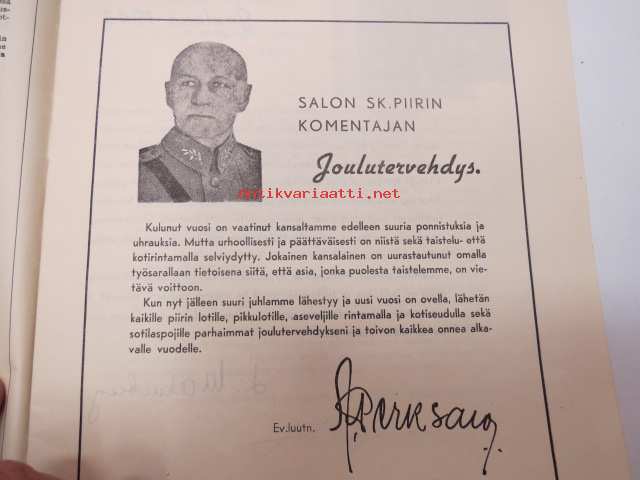 SALON SK.PIIRIN
KOMENTAJAN
Joulutervehdys.
antikvariaatti.net
Kulunut vuosi on vaatinut kansaltamme edelleen suuria ponnistuksia ja
uhrauksia. Mutta urhoollisesti ja päättäväisesti on niistä sekä taistelu- että
kotirintamalla selviydytty. Jokainen kansalainen on uurastautunut omalla
työsarallaan tietoisena siitä, että asia, jonka puolesta taistelemme, on vie-
tävä voittoon.
Kun nyt jälleen suuri juhlamme lähestyy ja uusi vuosi on ovella, lähetän
kaikille piirin lotille, pikkulotille, aseveljille rintamalla ja kotiseudulla sekä
sotilaspojille parhaimmat joulutervehdykseni ja toivon kaikkea onnea alka-
valle vuodelle.
Ev.luutn.